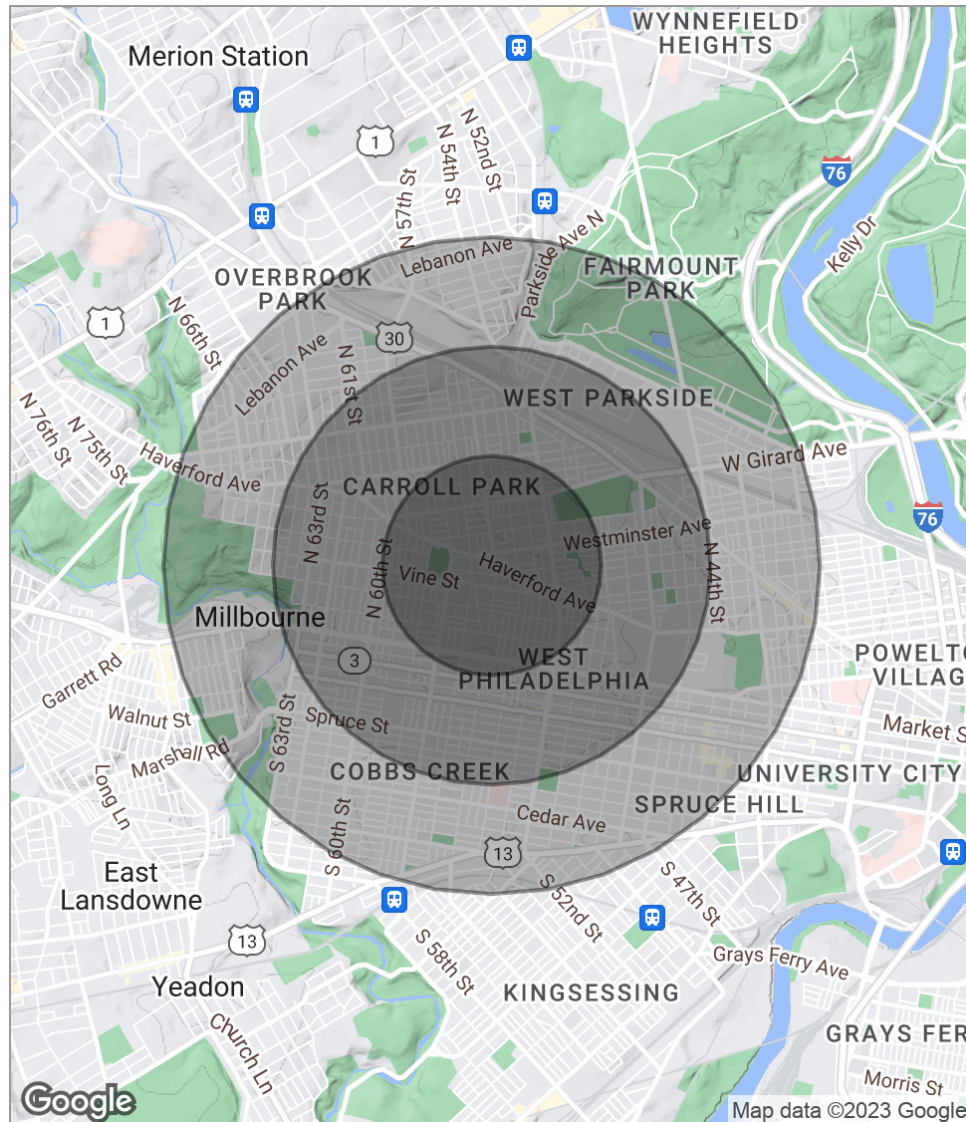 WYNNEFIELD
HEIGHTS
Merion Station
1
N 52nd St
N 54th St
N 57th St
76
Kelly Dr
Lebanon Ave
Parkside Ave N
OVERBROOK
PARK
FAIRMOUNT
PARK
1
N 66th St
30
Lebanon Ave
N 61st St
WEST PARKSIDE
N 76th St
N 75th St
Haverford Ave
W Girard Ave
CARROLL PARK
N 63rd St
76
Westminster Ave
N 60th St
Vine St
Haverford Ave
N 44th St
Millbourne
3
WEST
PHILADELPHIA
POWELTO
VILLAG
Garrett Rd
Walnut St
Marshall Rd
S 63rd St
Spruce St
Market S
COBBS CREEK
UNIVERSITY CITY
Long Ln
SPRUCE HILL
Cedar Ave
S 60th St
13
East
Lansdowne
S 52nd St
S 47th St
13
S 58th St
Grays Ferry Ave
Yeadon
KINGSESSING
Church Ln
GRAYS FER
Morris St
Google
Map data ©2023 Google